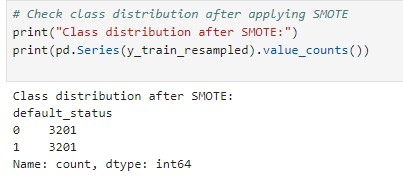 # Check class distribution after applying SMOTE
print("Class distribution after SMOTE:")
print(pd.Series(y_train_resampled).value_counts())
Class distribution after SMOTE:
default_status
0    3201
1    3201
Name: count, dtype: int64